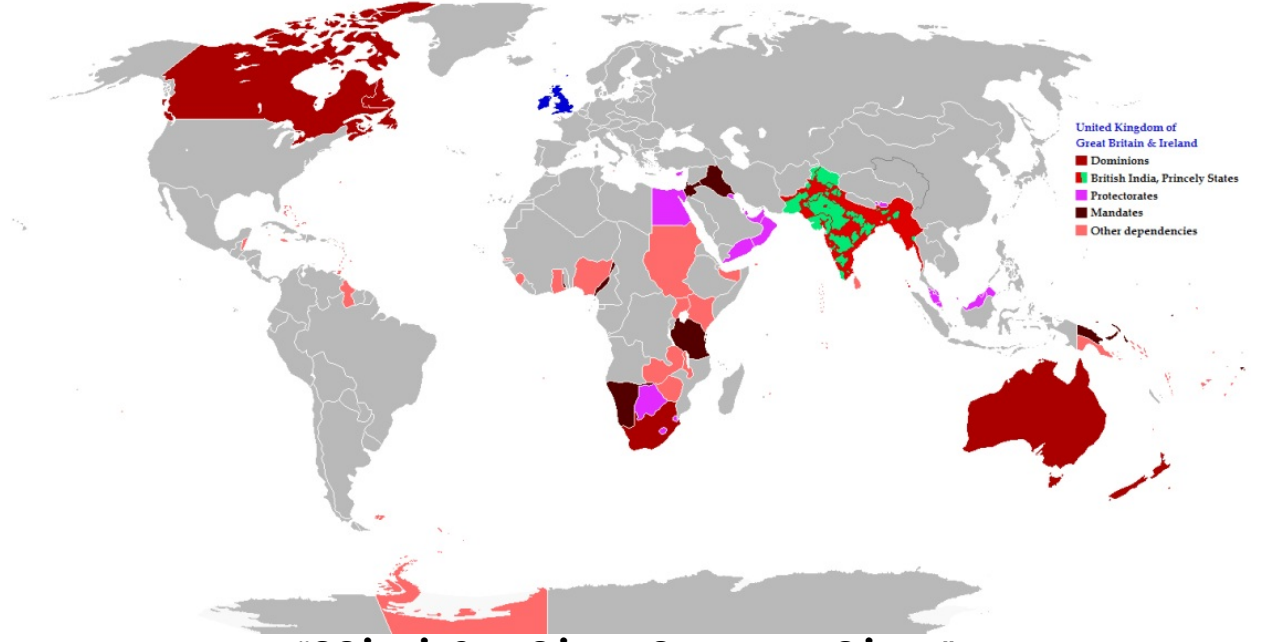 United Kingdom of
Great Britain & Ireland
Dominions
British India, Princely States
Protectorates
Mandates
Other dependencies